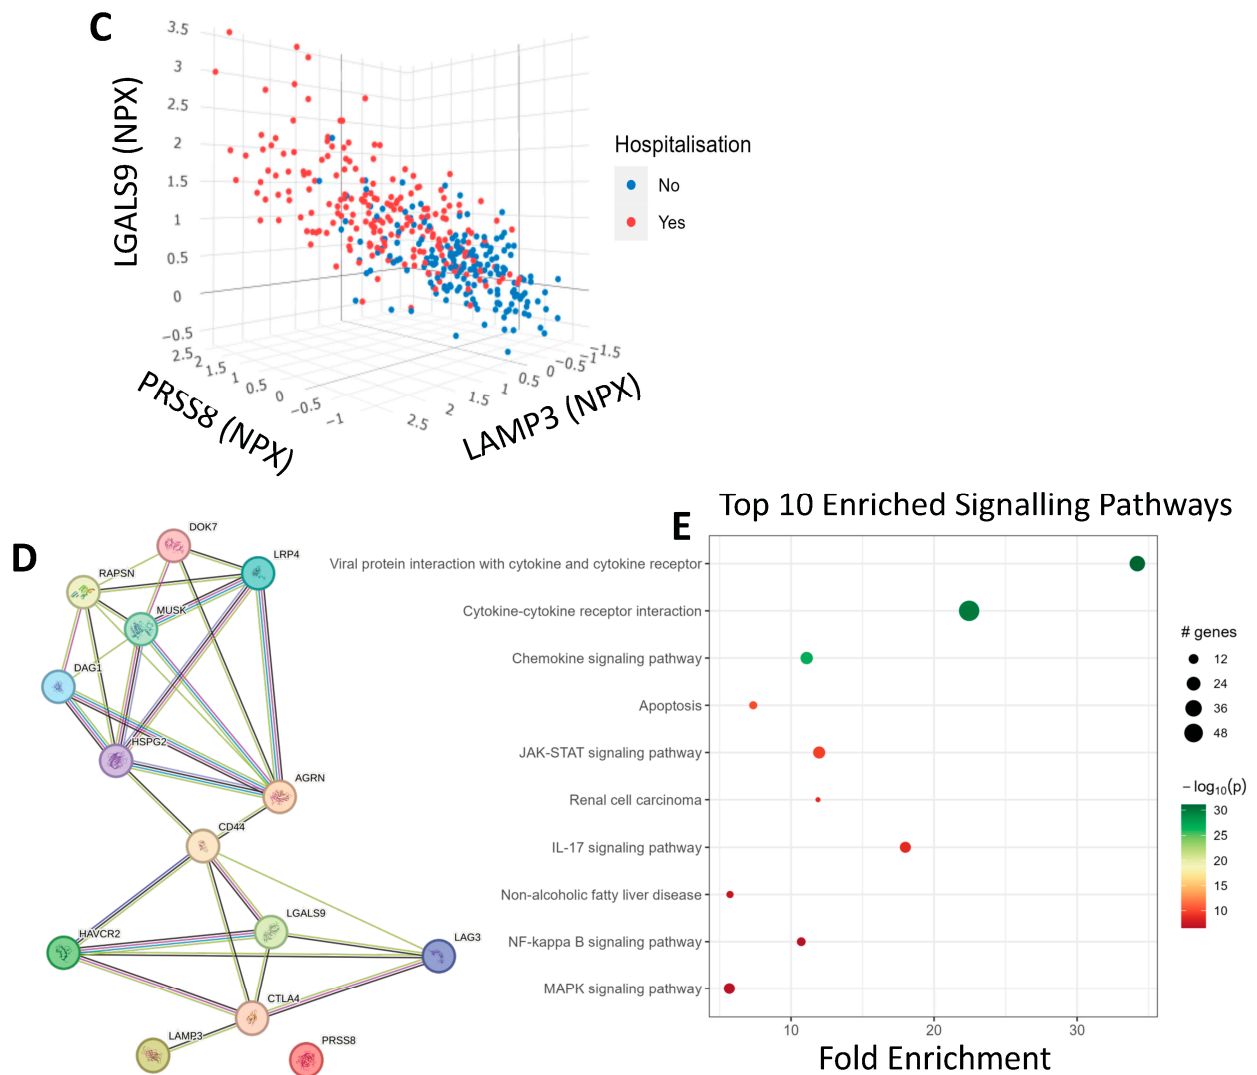 C
3.5
3
2.5
2
1.5
1
0.5
0
−0.5
LGALS9 (NPX)
2.5
2
1.5
1
0.5
0
−0.5
−1
PRSS8 (NPX)
2.5
2
1.5
1
0.5
0
−0.5
−1
−1.5
LAMP3 (NPX)
Hospitalisation
No
Yes
D
DOK7
LRP4
RAPSN
MUSK
DAG1
HSPG2
AGRN
CD44
LGALS9
HAVCR2
LAG3
CTLA4
LAMP3
PRSS8
E
Top 10 Enriched Signalling Pathways
Viral protein interaction with cytokine and cytokine receptor
Cytokine-cytokine receptor interaction
Chemokine signaling pathway
Apoptosis
JAK-STAT signaling pathway
Renal cell carcinoma
IL-17 signaling pathway
Non-alcoholic fatty liver disease
NF-kappa B signaling pathway
MAPK signaling pathway
10 20 30
Fold Enrichment
# genes
12
24
36
48
−log10(p)
30
25
20
15
10